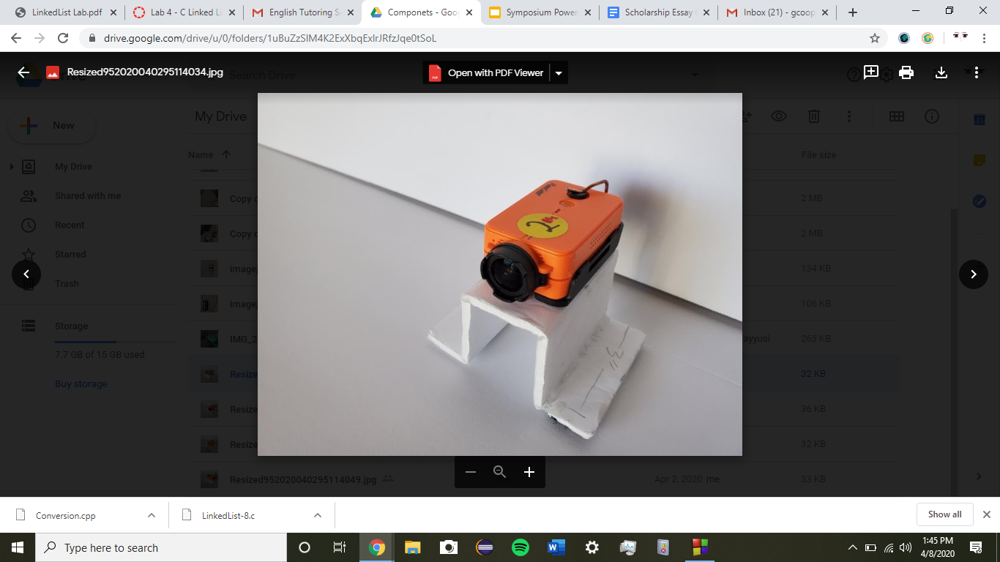 LinkedList Lab.pdf
Lab 4 - C Linked Li
English Tutoring S
Componets - Goo
Symposium Power
Scholarship Essay
Inbox (21) - gcoop
drive.google.com/drive/u/0/folders/1uBuZzSlM4K2ExXbqExlrJRfzJqe0tSoL
Resized952020040295114034.jpg
Search Drive
Open with PDF Viewer
New
My Drive
My Drive
Shared with me
Recent
Starred
Trash
Storage
7.7 GB of 15 GB used
Buy storage
Name
File size
Copy
2 MB
Copy
2 MB
image
134 KB
image
106 KB
IMG_2
ayyusi
263 KB
Resize
32 KB
Resize
36 KB
Resize
32 KB
Resized952020040295114049.jpg
Apr 2, 2020 me
33 KB
RunCam
2
Conversion.cpp
LinkedList-8.c
Show all
Type here to search
1:45 PM
4/8/2020